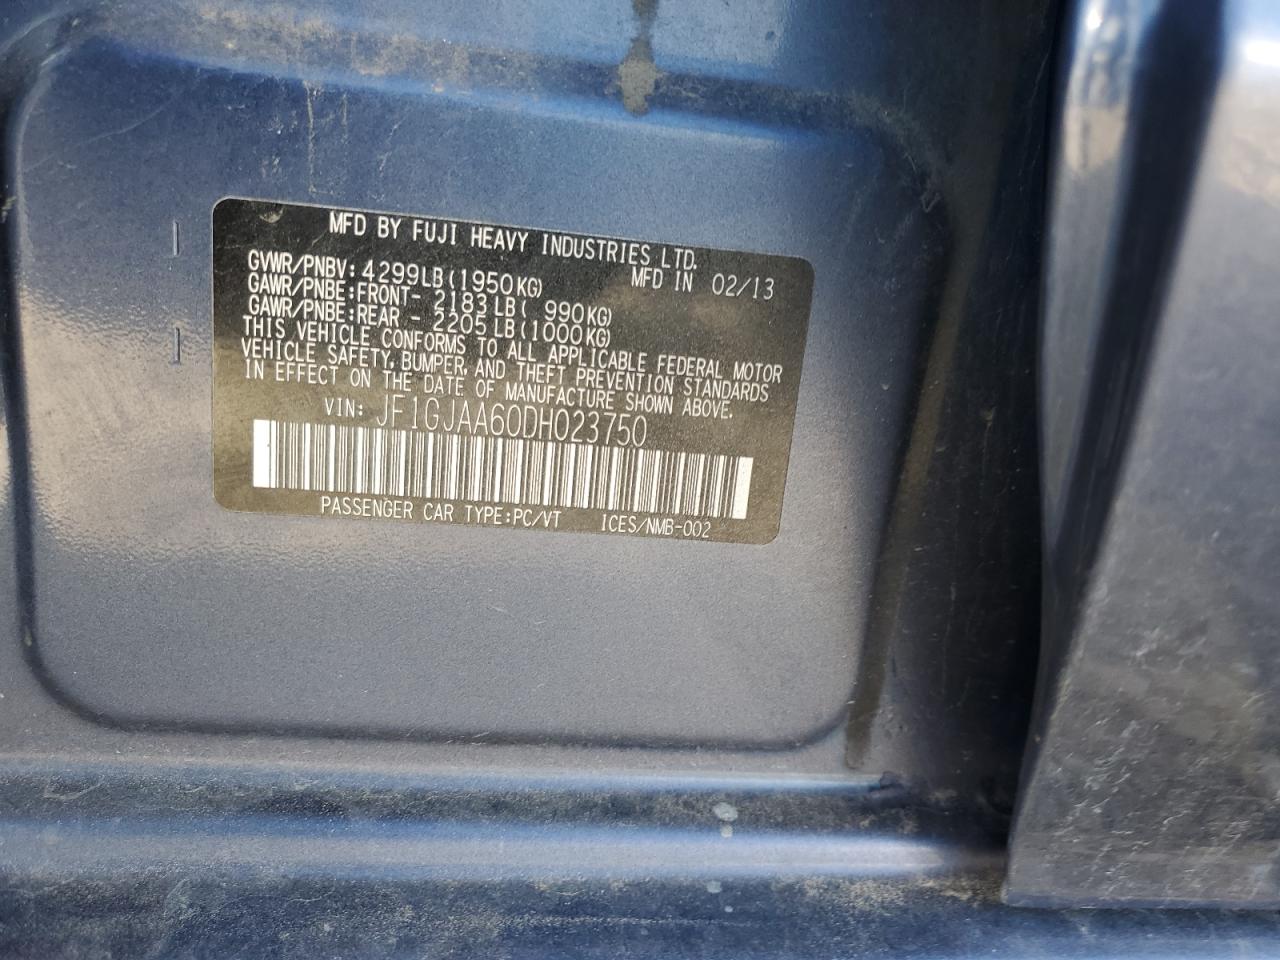 MFD BY FUJI HEAVY INDUSTRIES LTD.
GVWR/PNBV: 4299LB(1950KG) MFD IN 02/13
GAWR/PNBE:FRONT- 2183LB( 990KG)
GAWR/PNBE:REAR - 2205LB(1000KG)
THIS VEHICLE CONFORMS TO ALL APPLICABLE FEDERAL MOTOR
VEHICLE SAFETY, BUMPER, AND THEFT PREVENTION STANDARDS
IN EFFECT ON THE DATE OF MANUFACTURE SHOWN ABOVE.
VIN: JF1GJAA60DH023750
PASSENGER CAR TYPE:PC/VT ICES/NMB-002